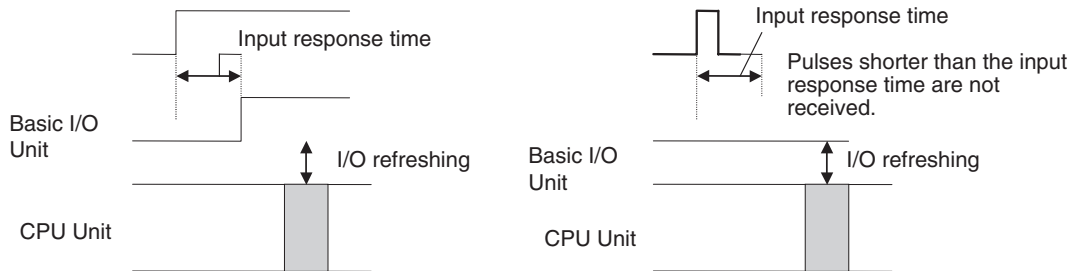 Input response time
Basic I/O
Unit
I/O refreshing
CPU Unit
Input response time
Pulses shorter than the input
response time are not
received.
Basic I/O
Unit
I/O refreshing
CPU Unit